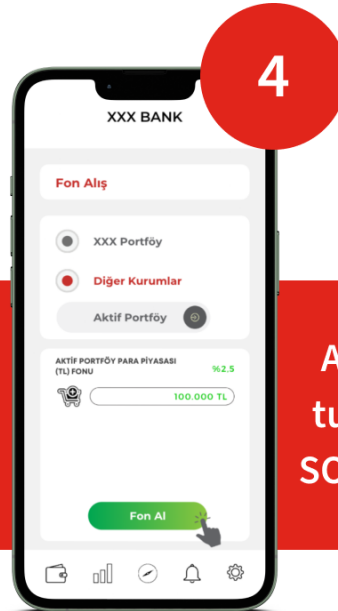 4
XXX BANK
Fon Alış
XXX Portföy
Diğer Kurumlar
Aktif Portföy
AKTİF PORTFÖY PARA PİYASASI
(TL) FONU
%2.5
100.000 TL
Fon Al